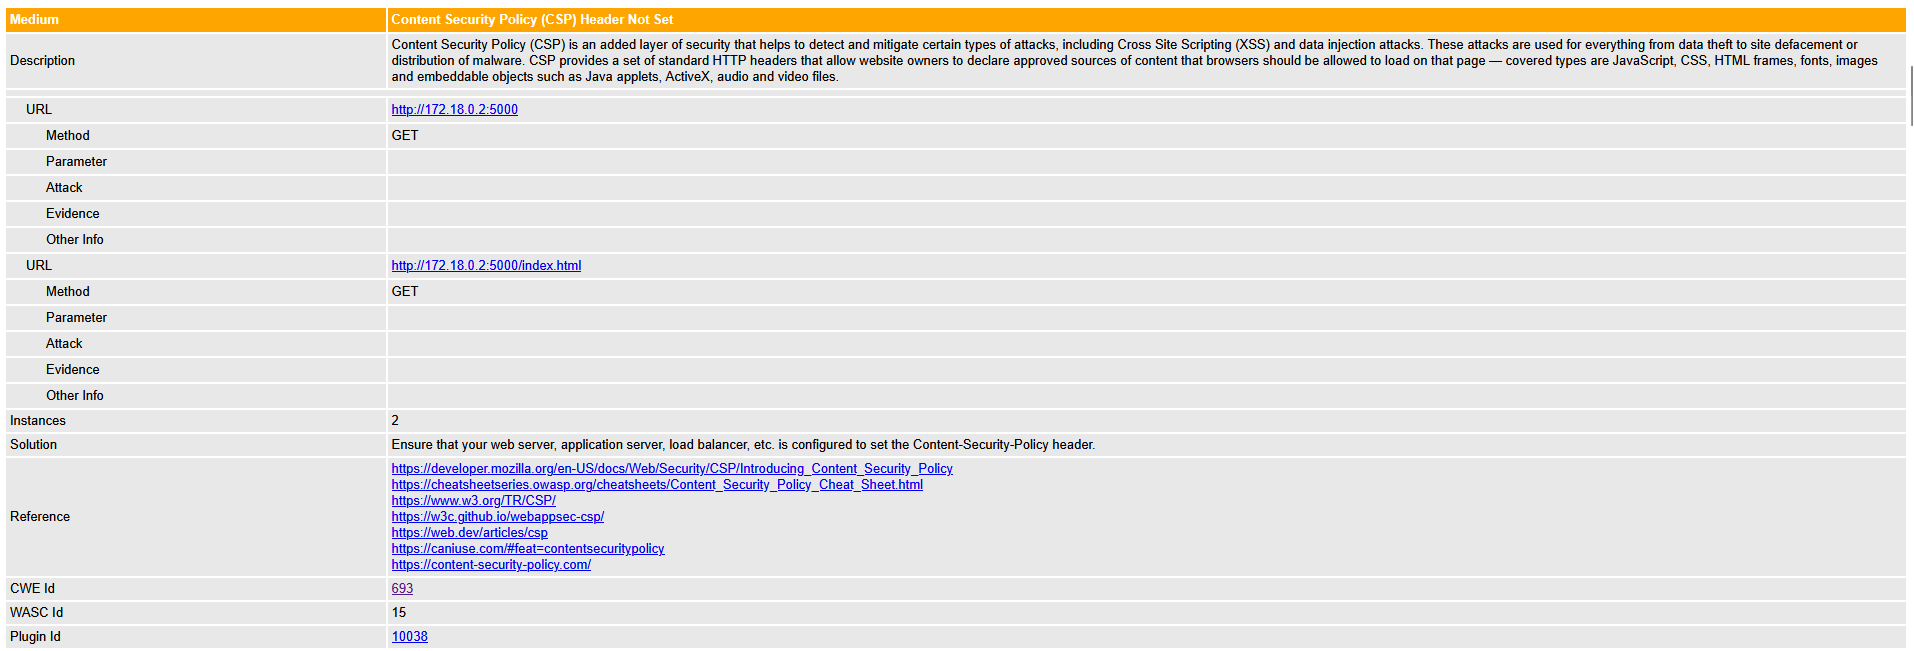 Medium Content Security Policy (CSP) Header Not Set
Description Content Security Policy (CSP) is an added layer of security that helps to detect and mitigate certain types of attacks, including Cross Site Scripting (XSS) and data injection attacks. These attacks are used for everything from data theft to site defacement or
distribution of malware. CSP provides a set of standard HTTP headers that allow website owners to declare approved sources of content that browsers should be allowed to load on that page — covered types are JavaScript, CSS, HTML frames, fonts, images
and embeddable objects such as Java applets, ActiveX, audio and video files.
URL http://172.18.0.2:5000
Method GET
Parameter
Attack
Evidence
Other Info
URL http://172.18.0.2:5000/index.html
Method GET
Parameter
Attack
Evidence
Other Info
Instances 2
Solution Ensure that your web server, application server, load balancer, etc. is configured to set the Content-Security-Policy header.
Reference https://developer.mozilla.org/en-US/docs/Web/Security/CSP/Introducing_Content_Security_Policy
https://cheatsheetseries.owasp.org/cheatsheets/Content_Security_Policy_Cheat_Sheet.html
https://www.w3.org/TR/CSP/
https://w3c.github.io/webappsec-csp/
https://web.dev/articles/csp
https://caniuse.com/#feat=contentsecuritypolicy
https://content-security-policy.com/
CWE Id 693
WASC Id 15
Plugin Id 10038